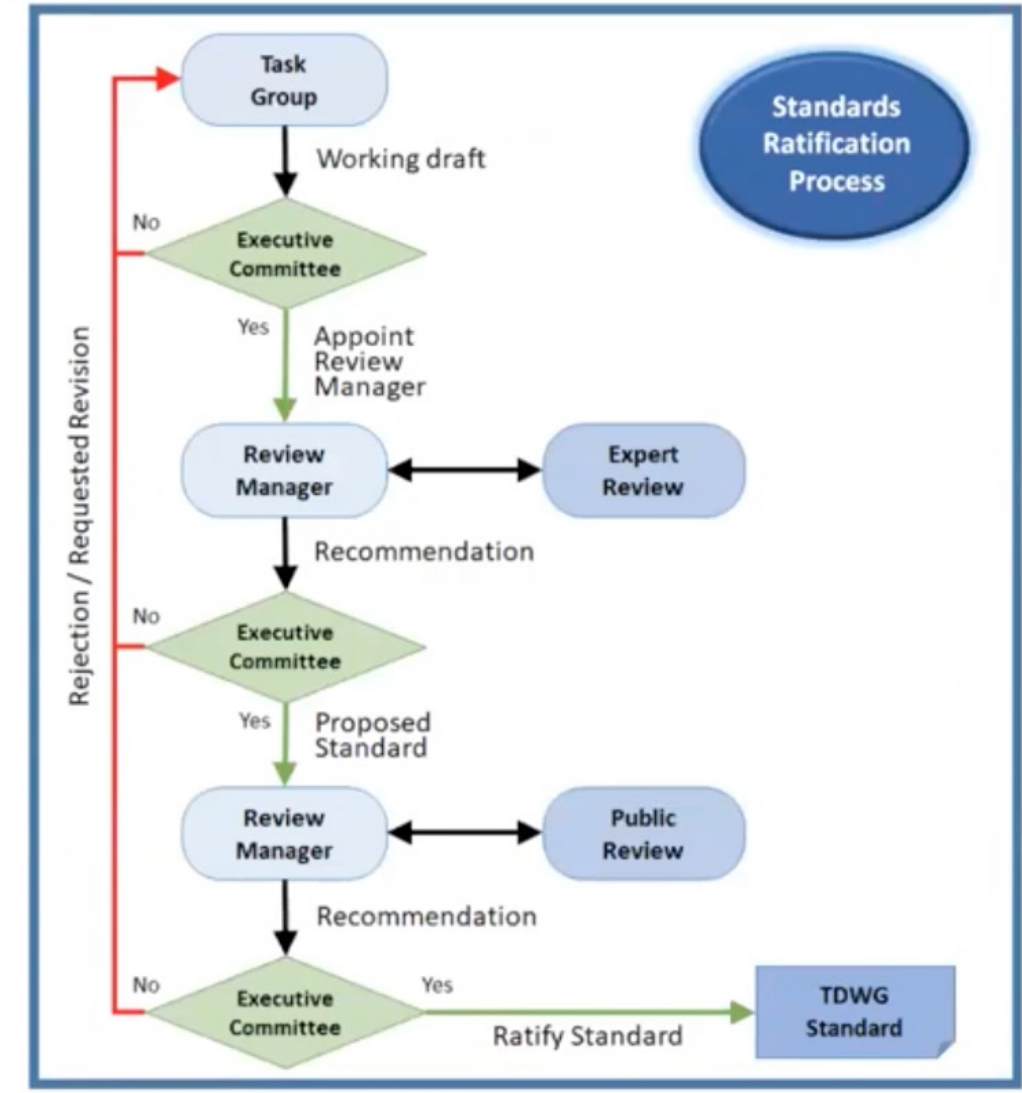 Task
Group
Standards
Ratification
Process
Working draft
No
Executive
Committee
Yes
Appoint
Review
Manager
Rejection / Requested Revision
Review
Manager
Expert
Review
Recommendation
No
Executive
Committee
Yes
Proposed
Standard
Review
Manager
Public
Review
Recommendation
No
Executive
Committee
Yes
Ratify Standard
TDWG
Standard